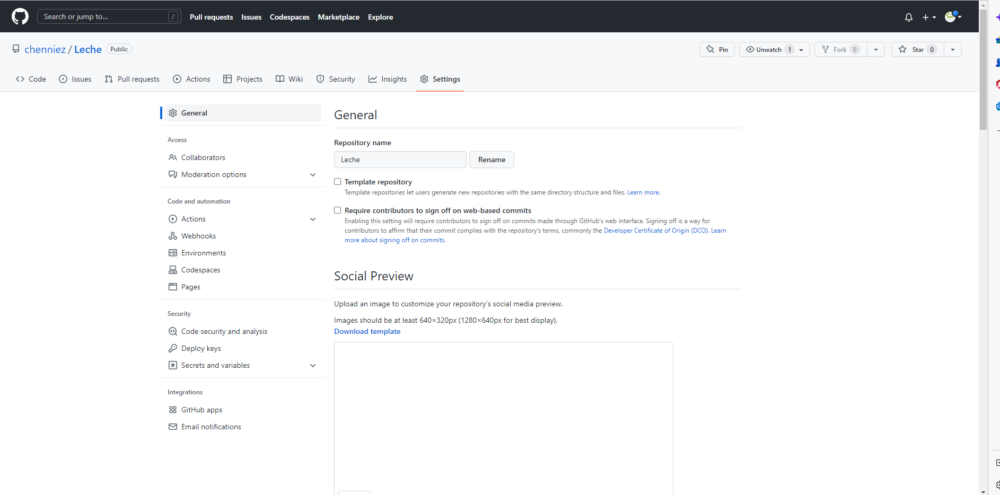 Search or jump to... /
Pull requests Issues Codespaces Marketplace Explore
chenniez / Leche Public
Pin Unwatch 1 Fork 0 Star 0
Code Issues Pull requests Actions Projects Wiki Security Insights Settings
General
Access
Collaborators
Moderation options
Code and automation
Actions
Webhooks
Environments
Codespaces
Pages
Security
Code security and analysis
Deploy keys
Secrets and variables
Integrations
GitHub apps
Email notifications
General
Repository name
Leche Rename
Template repository
Template repositories let users generate new repositories with the same directory structure and files. Learn more.
Require contributors to sign off on web-based commits
Enabling this setting will require contributors to sign off on commits made through GitHub's web interface. Signing off is a way for
contributors to affirm that their commit complies with the repository's terms, commonly the Developer Certificate of Origin (DCO). Learn
more about signing off on commits.
Social Preview
Upload an image to customize your repository's social media preview.
Images should be at least 640×320px (1280×640px for best display).
Download template